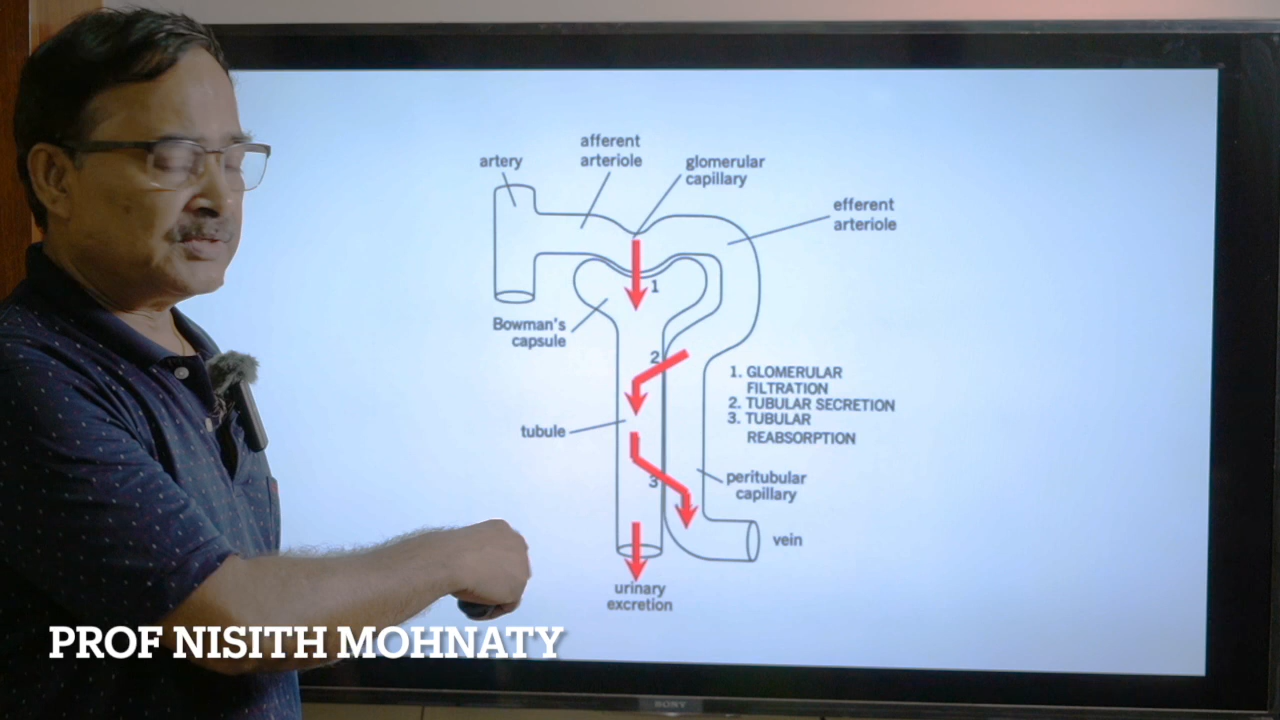 afferent
arteriole
artery
glomerular
capillary
efferent
arteriole
1
Bowman's
capsule
2
1. GLOMERULAR
FILTRATION
2. TUBULAR SECRETION
3. TUBULAR
REABSORPTION
tubule
3
peritubular
capillary
vein
urinary
excretion
PROF NISITH MOHNATY
SONY